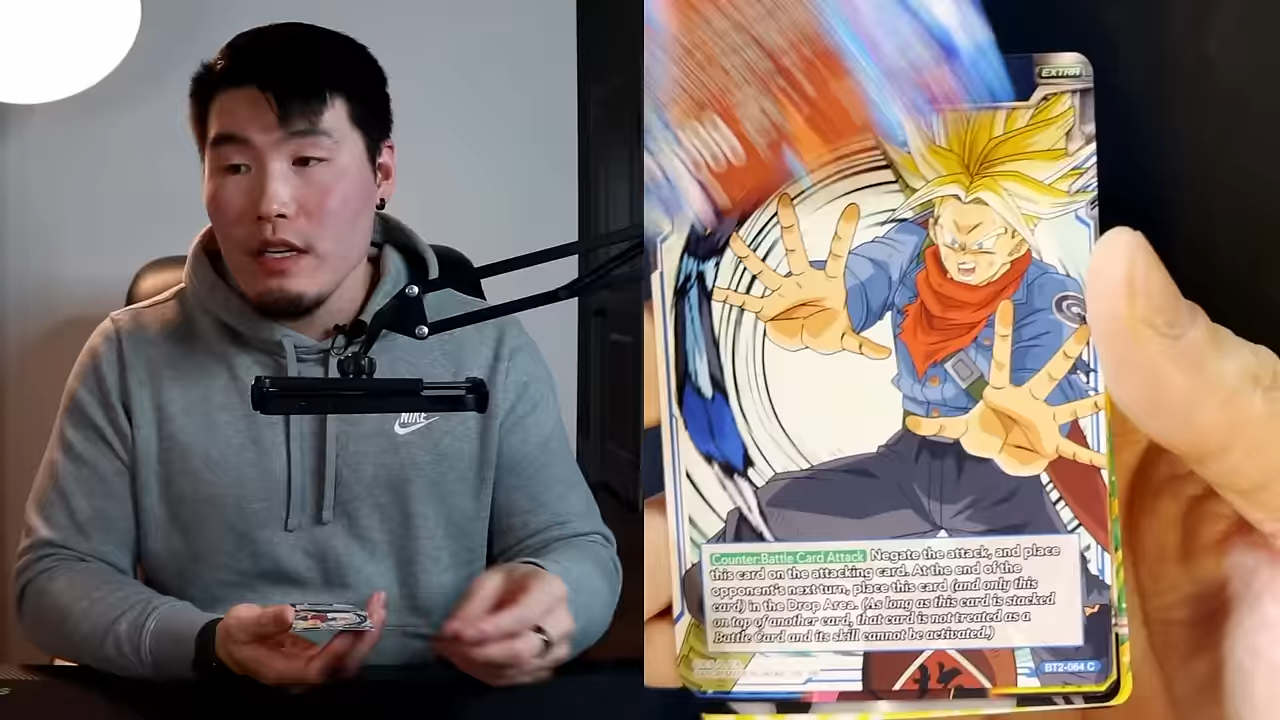 NIKE
EXTRA
Counter:Battle Card Attack Negate the attack, and place
this card on the attacking card. At the end of the
opponent's next turn, place this card (and only this
card) in the Drop Area. (As long as this card is stacked
on top of another card, that card is not treated as a
Battle Card and its skill cannot be activated.)
BT2-064 C